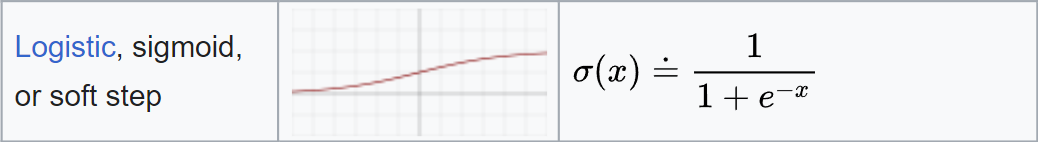 Logistic, sigmoid,
or soft step
σ(x) ≐ 1 / (1 + e^{-x})